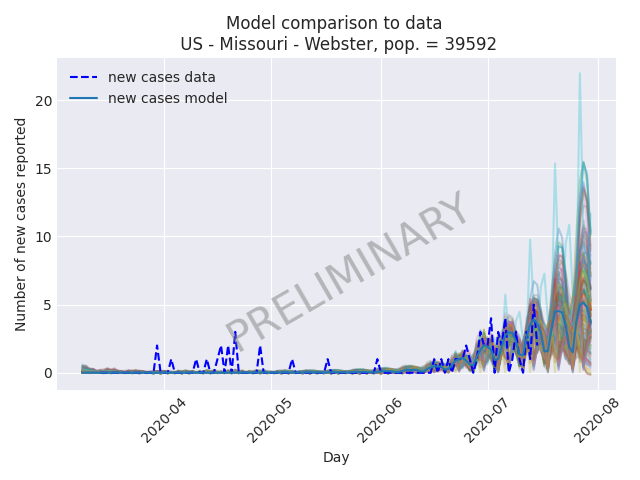 Model comparison to data
US - Missouri - Webster, pop. = 39592
new cases data
new cases model
Number of new cases reported
20
15
10
5
0
PRELIMINARY
2020-04
2020-05
2020-06
2020-07
2020-08
Day